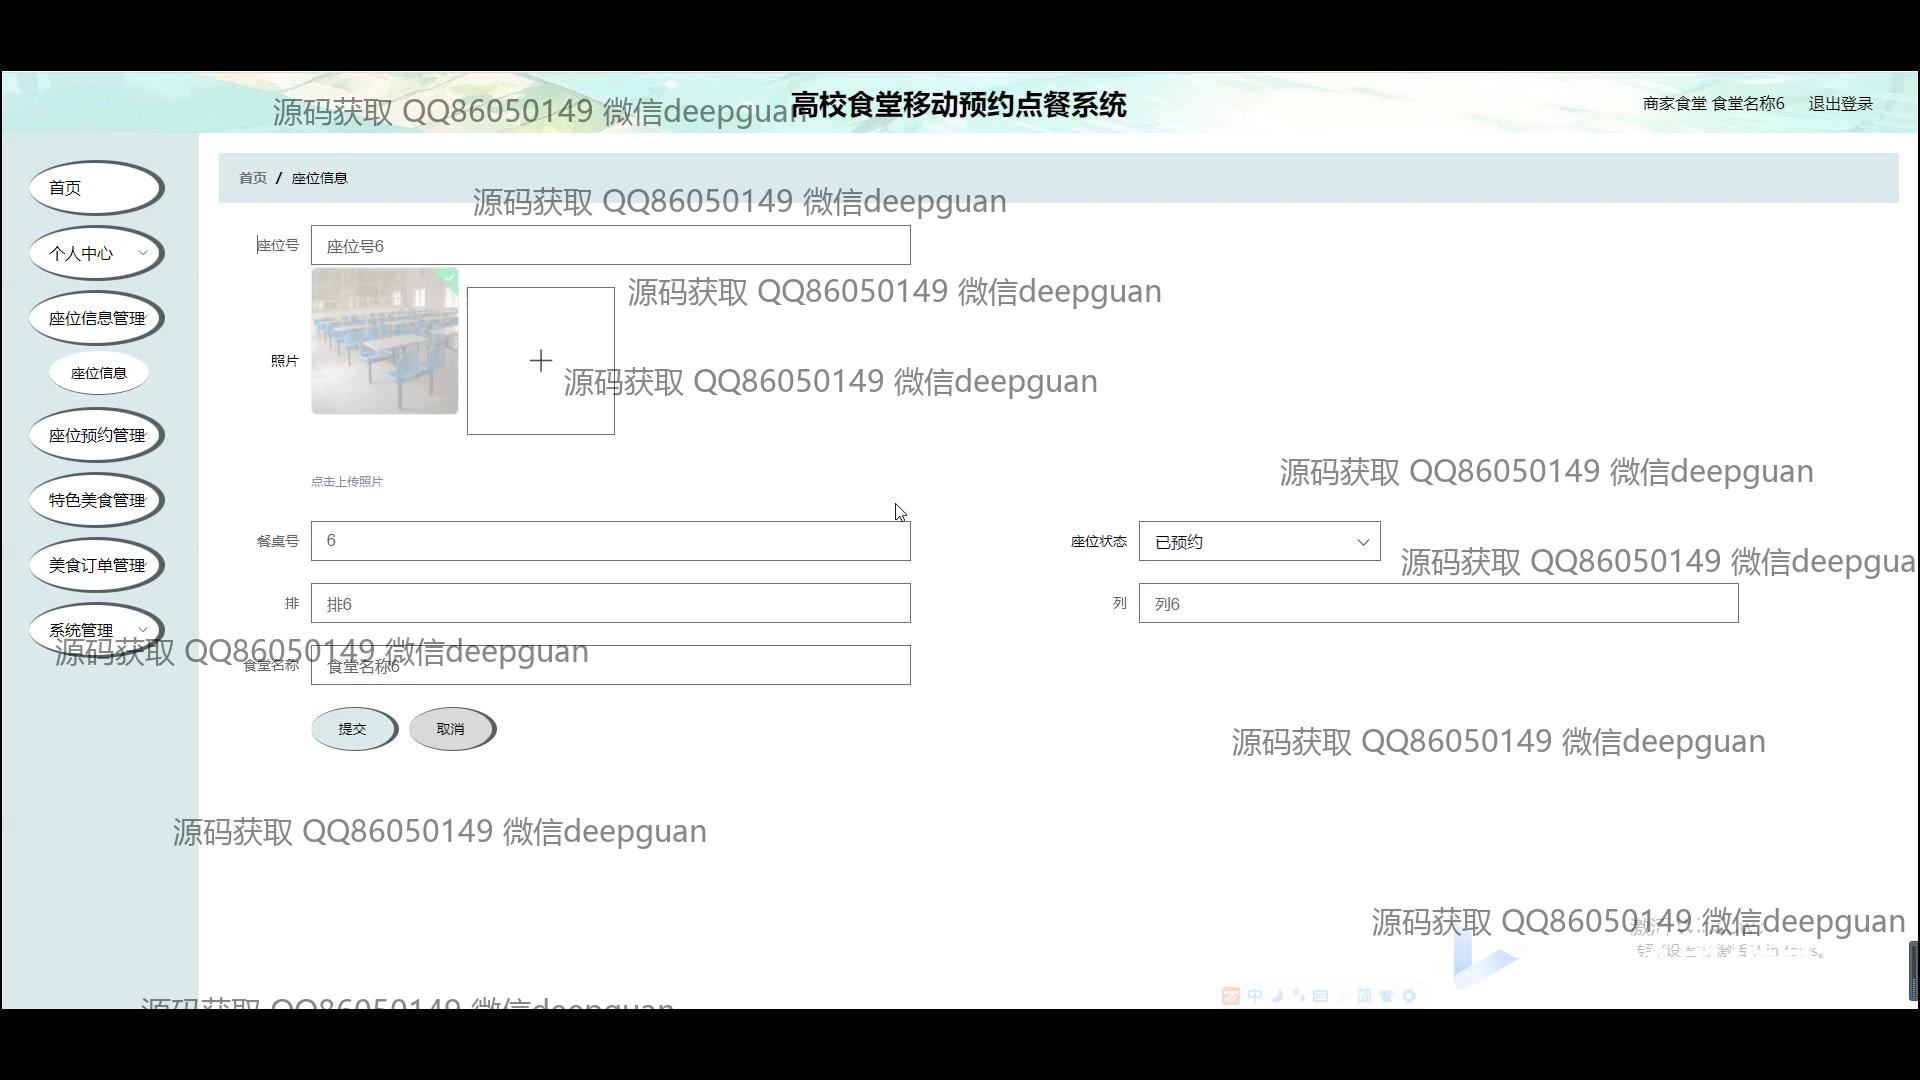 高校食堂移动预约点餐系统
商家食堂 食堂名称6
退出登录
源码获取 QQ86050149 微信deepguan
首页 / 座位信息
源码获取 QQ86050149 微信deepguan
首页
个人中心
座位信息管理
座位信息
座位预约管理
特色美食管理
美食订单管理
系统管理
座位号
座位号6
源码获取 QQ86050149 微信deepguan
照片
源码获取 QQ86050149 微信deepguan
点击上传照片
源码获取 QQ86050149 微信deepguan
餐桌号
6
座位状态
已预约
源码获取 QQ86050149 微信deepgua
排
排6
列
列6
源码获取 QQ86050149 微信deepguan
食堂名称
食堂名称6
提交
取消
源码获取 QQ86050149 微信deepguan
源码获取 QQ86050149 微信deepguan
源码获取 QQ86050149 微信deepguan
中
简
源码获取 QQ86050149 微信deepguan